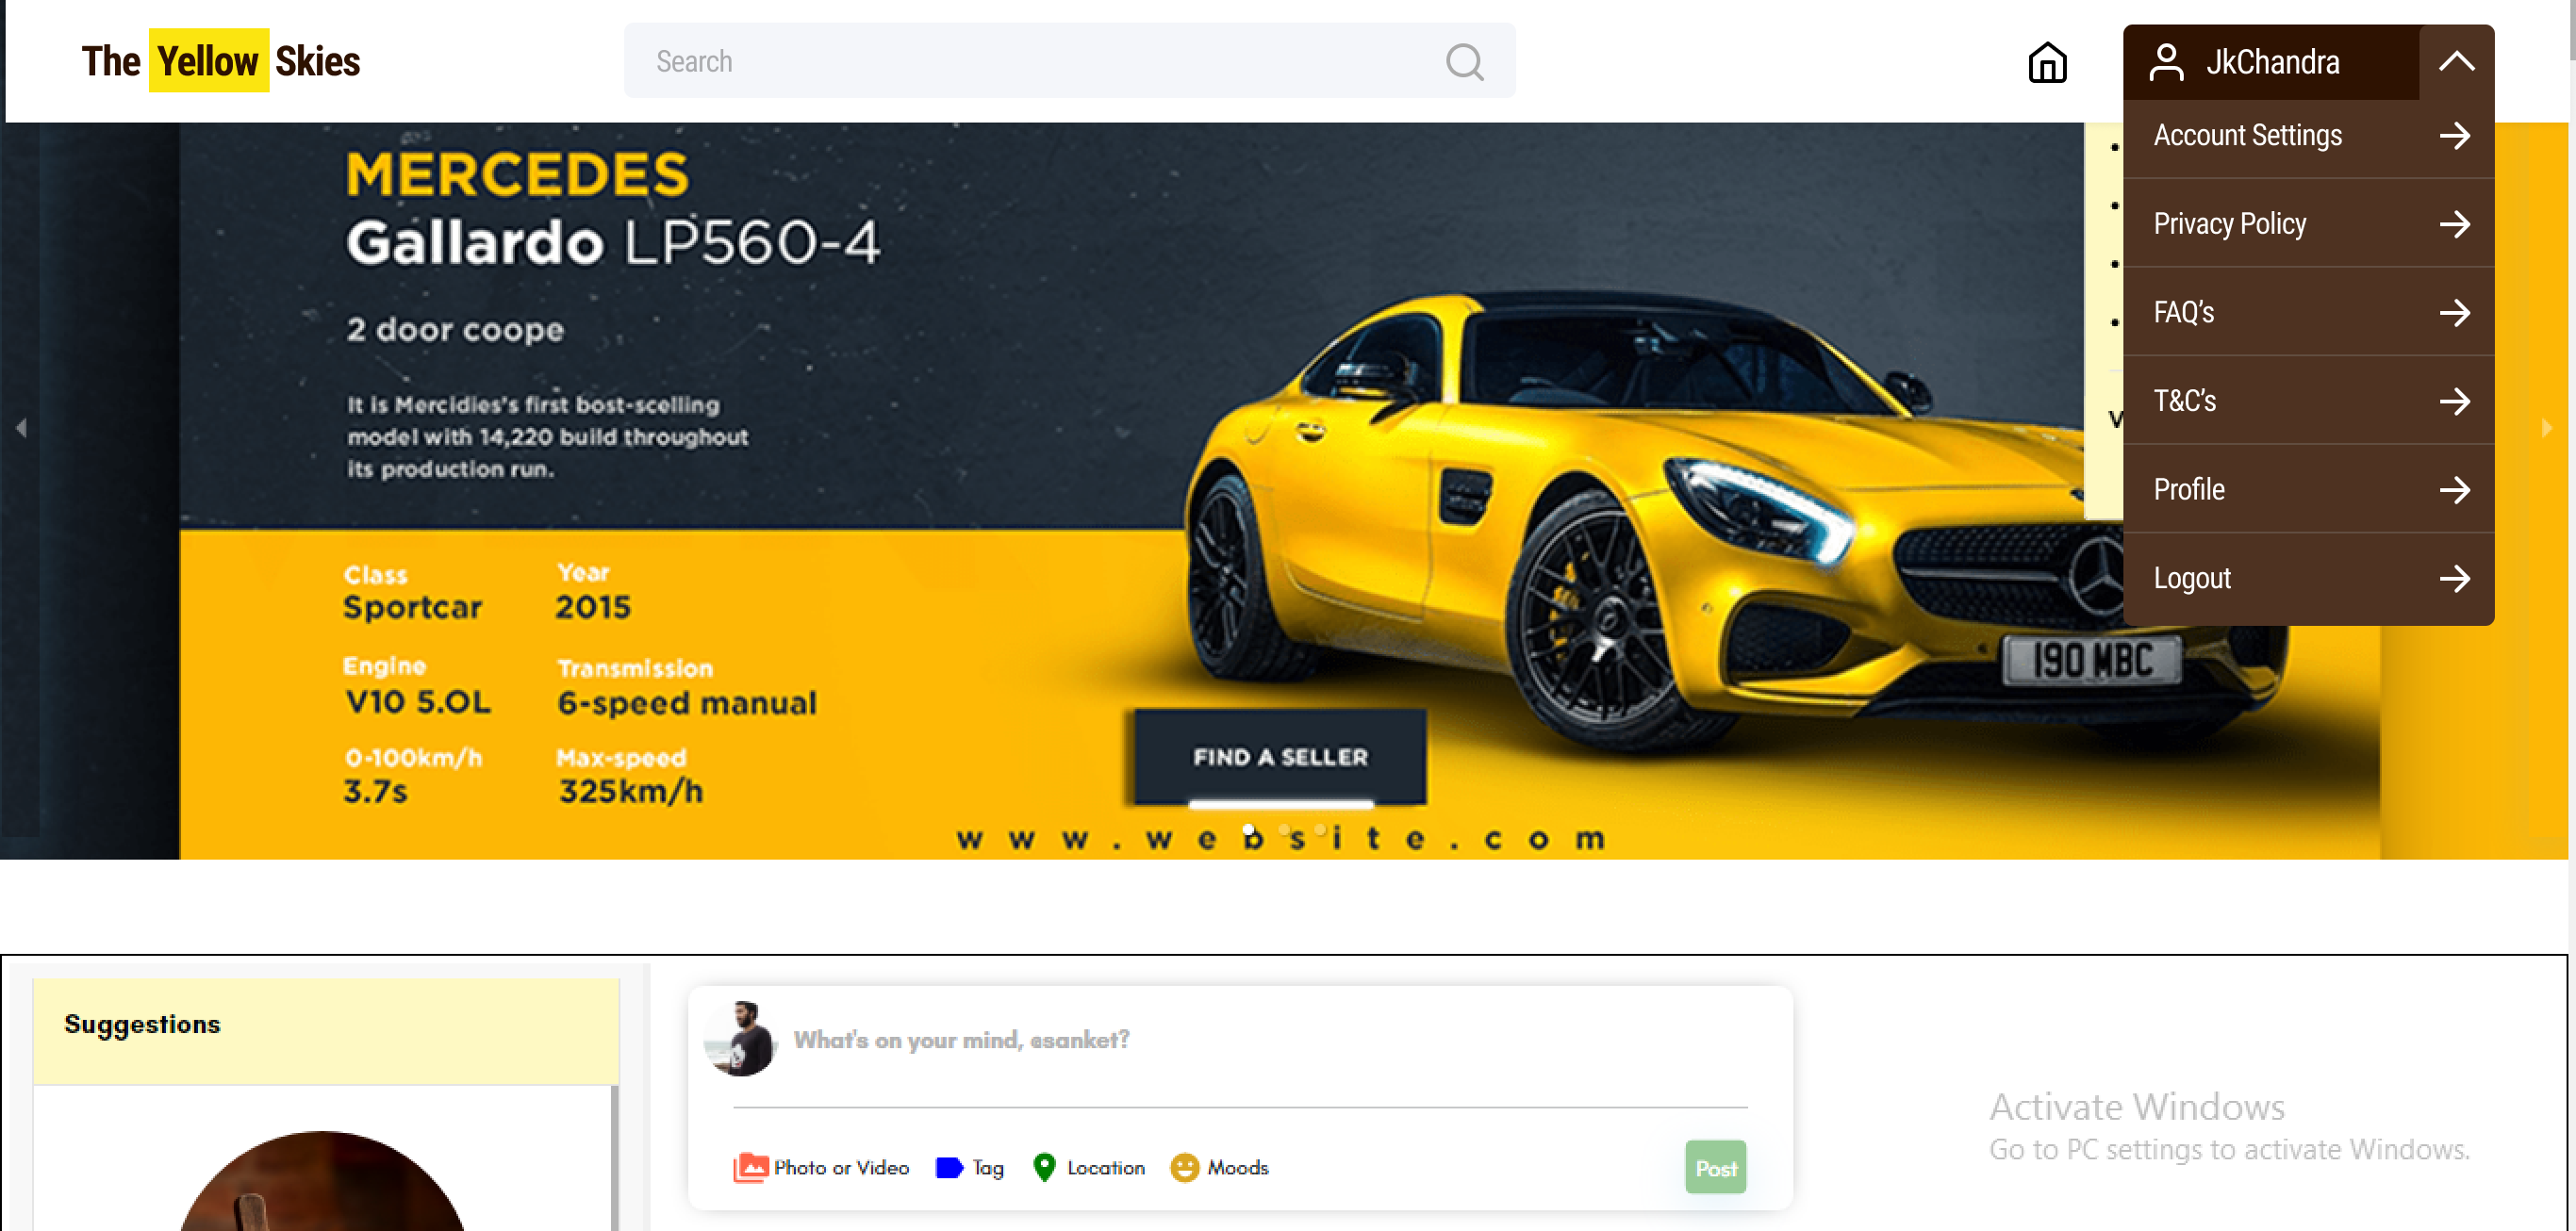 The Yellow Skies
Search
JkChandra
Account Settings
Privacy Policy
FAQ’s
T&C’s
Profile
Logout
MERCEDES
Gallardo LP560-4
2 door coope
It is Mercidies's first bost-scelling
model with 14,220 build throughout
its production run.
Class
Sportcar
Year
2015
Engine
V10 5.0L
Transmission
6-speed manual
0-100km/h
3.7s
Max-speed
325km/h
190 MBC
FIND A SELLER
www.website.com
Suggestions
What's on your mind, esanket?
Photo or Video
Tag
Location
Moods
Post
Activate Windows
Go to PC settings to activate Windows.